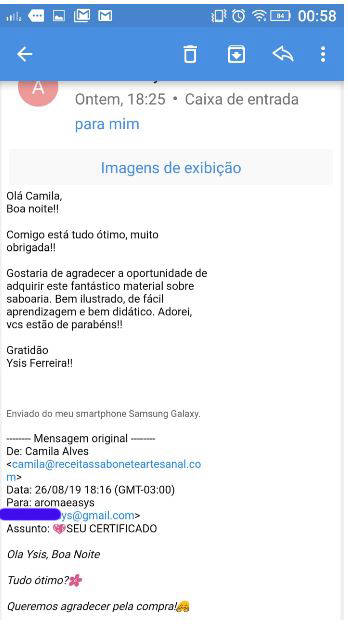 84 00:58
A
Ontem, 18:25 • Caixa de entrada
para mim
Imagens de exibição
Olá Camila,
Boa noite!!
Comigo está tudo ótimo, muito
obrigada!!
Gostaria de agradecer a oportunidade de
adquirir este fantástico material sobre
saboaria. Bem ilustrado, de fácil
aprendizagem e bem didático. Adorei,
vcs estão de parabéns!!
Gratidão
Ysis Ferreira!!
Enviado do meu smartphone Samsung Galaxy.
-------- Mensagem original --------
De: Camila Alves
<camila@receitassaboneteartesanal.co
m>
Data: 26/08/19 18:16 (GMT-03:00)
Para: aromaeasys
ys@gmail.com>
Assunto: 💖SEU CERTIFICADO
Ola Ysis, Boa Noite
Tudo ótimo?🌸
Queremos agradecer pela compra!🤗